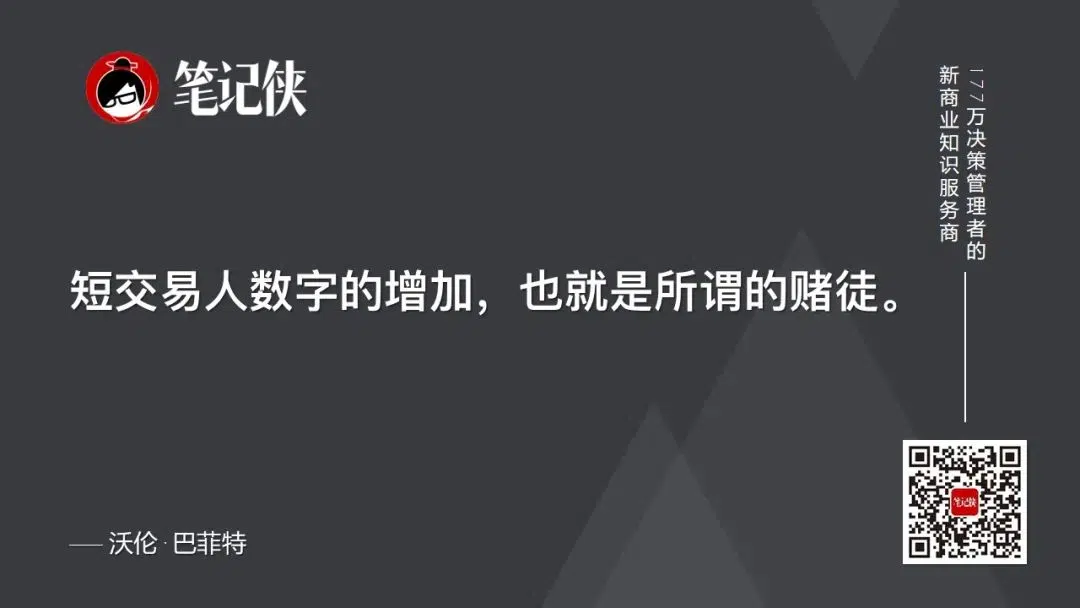 笔记侠
177万决策管理者的
新商业知识服务商
短交易人数字的增加，也就是所谓的赌徒。
—— 沃伦·巴菲特
笔记侠